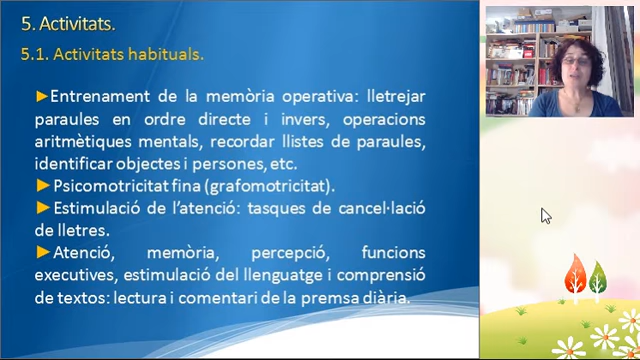 5. Activitats.
5.1. Activitats habituals.
►Entrenament de la memòria operativa: lletrejar
paraules en ordre directe i invers, operacions
aritmètiques mentals, recordar llistes de paraules,
identificar objectes i persones, etc.
►Psicomotricitat fina (grafomotricitat).
►Estimulació de l’atenció: tasques de cancel·lació
de lletres.
►Atenció, memòria, percepció, funcions
executives, estimulació del llenguatge i comprensió
de textos: lectura i comentari de la premsa diària.